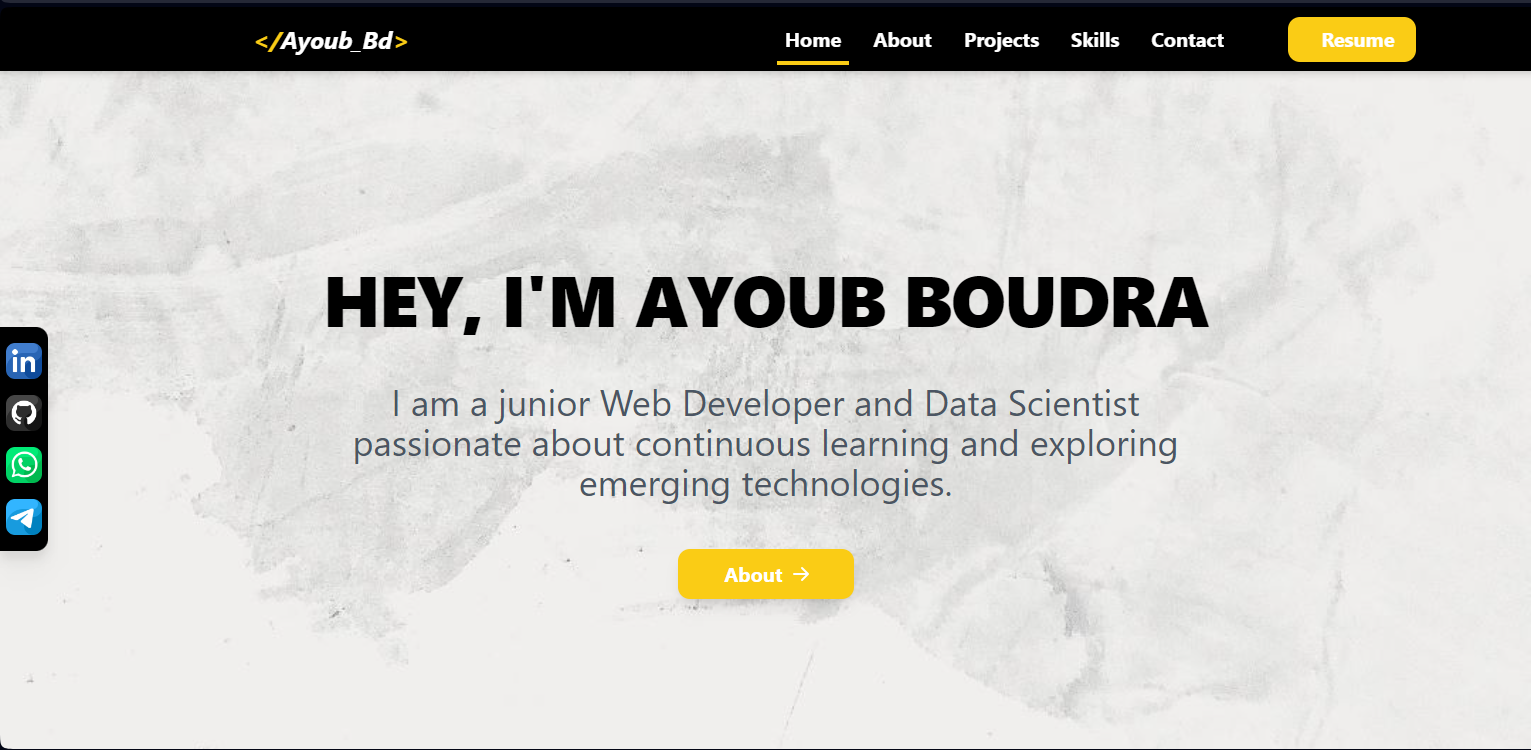 </Ayoub_Bd>
Home About Projects Skills Contact Resume
in
HEY, I'M AYOUB BOUDRA
I am a junior Web Developer and Data Scientist
passionate about continuous learning and exploring
emerging technologies.
About →